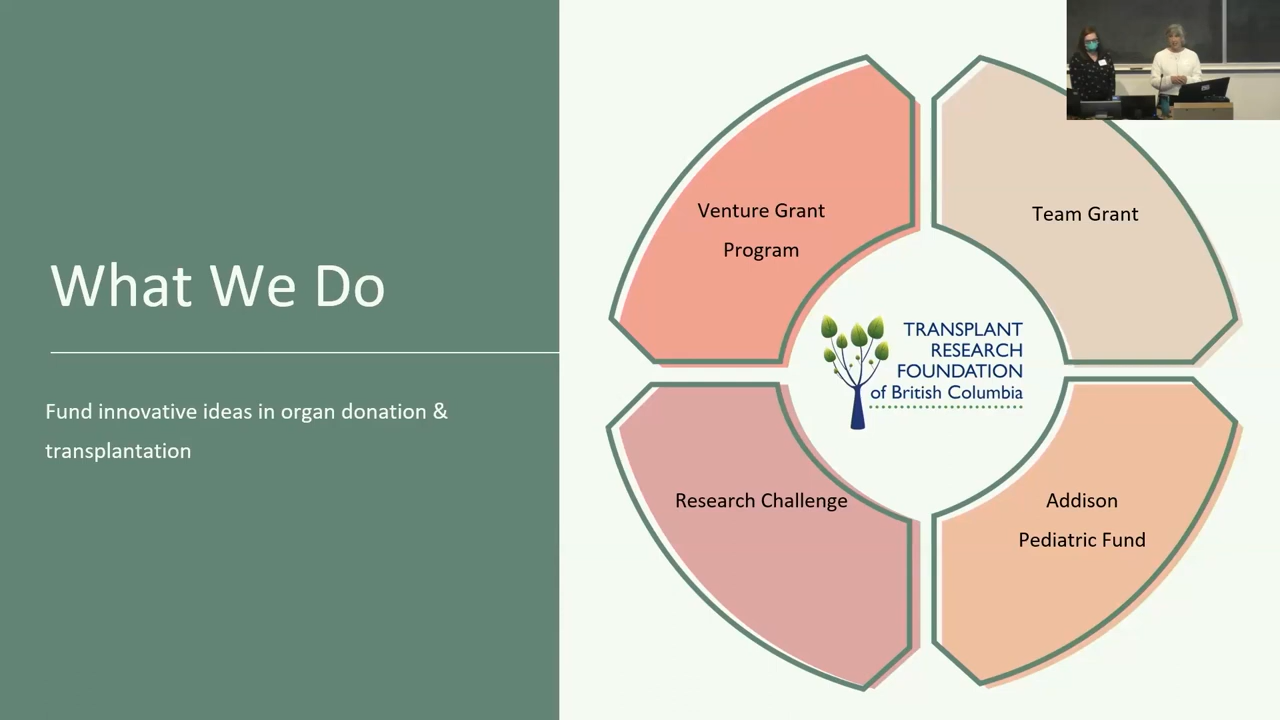 What We Do
Fund innovative ideas in organ donation &
transplantation
Venture Grant
Program
Team Grant
TRANSPLANT
RESEARCH
FOUNDATION
of British Columbia
Research Challenge
Addison
Pediatric Fund